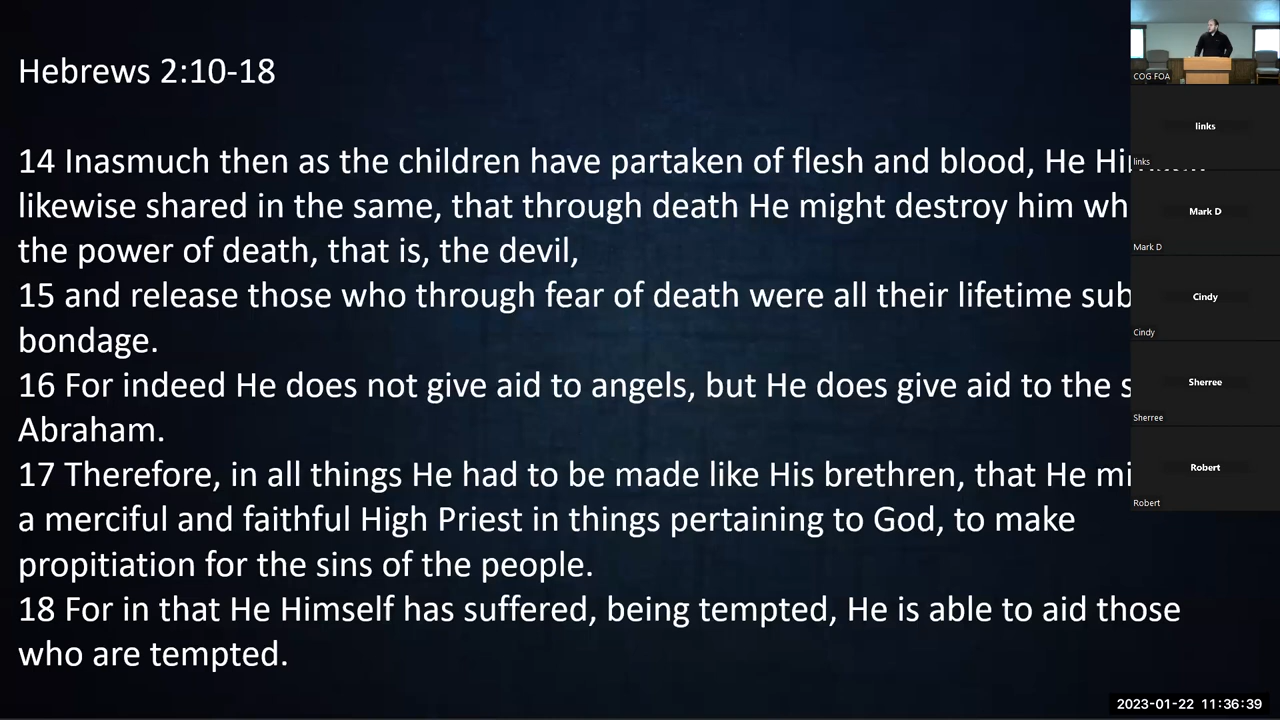 Hebrews 2:10-18
14 Inasmuch then as the children have partaken of flesh and blood, He
likewise shared in the same, that through death He might destroy him
the power of death, that is, the devil,
15 and release those who through fear of death were all their lifetime
bondage.
16 For indeed He does not give aid to angels, but He does give aid to the
Abraham.
17 Therefore, in all things He had to be made like His brethren, that He
a merciful and faithful High Priest in things pertaining to God, to make
propitiation for the sins of the people.
18 For in that He Himself has suffered, being tempted, He is able to aid those
who are tempted.
COG FOA
links
links
Mark D
Mark D
Cindy
Cindy
Sherree
Sherree
Robert
Robert
2023-01-22 11:36:39